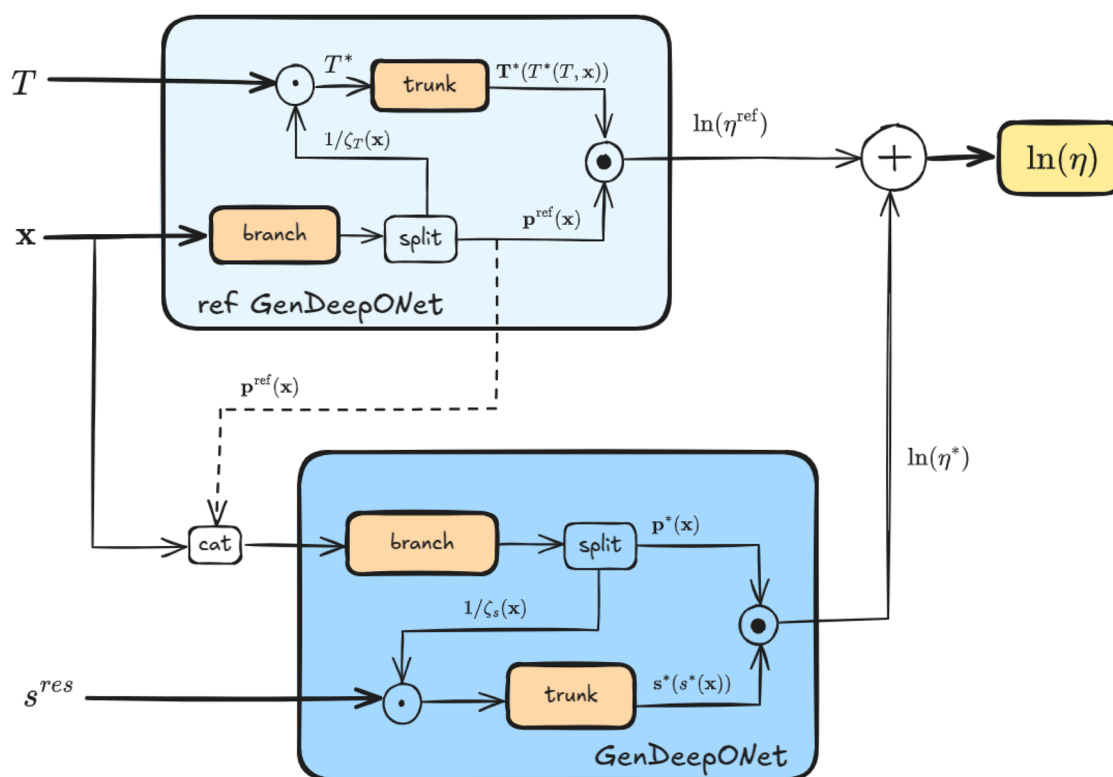 T
T*
trunk
𝐓*(T*(T, 𝐱))
1/ζ_T(𝐱)
ln(η^ref)
+
ln(η)
𝐱
branch
split
𝐩^ref(𝐱)
ref GenDeepONet
𝐩^ref(𝐱)
ln(η*)
cat
branch
split
𝐩*(𝐱)
1/ζ_s(𝐱)
s^res
trunk
𝐬*(s*(𝐱))
GenDeepONet